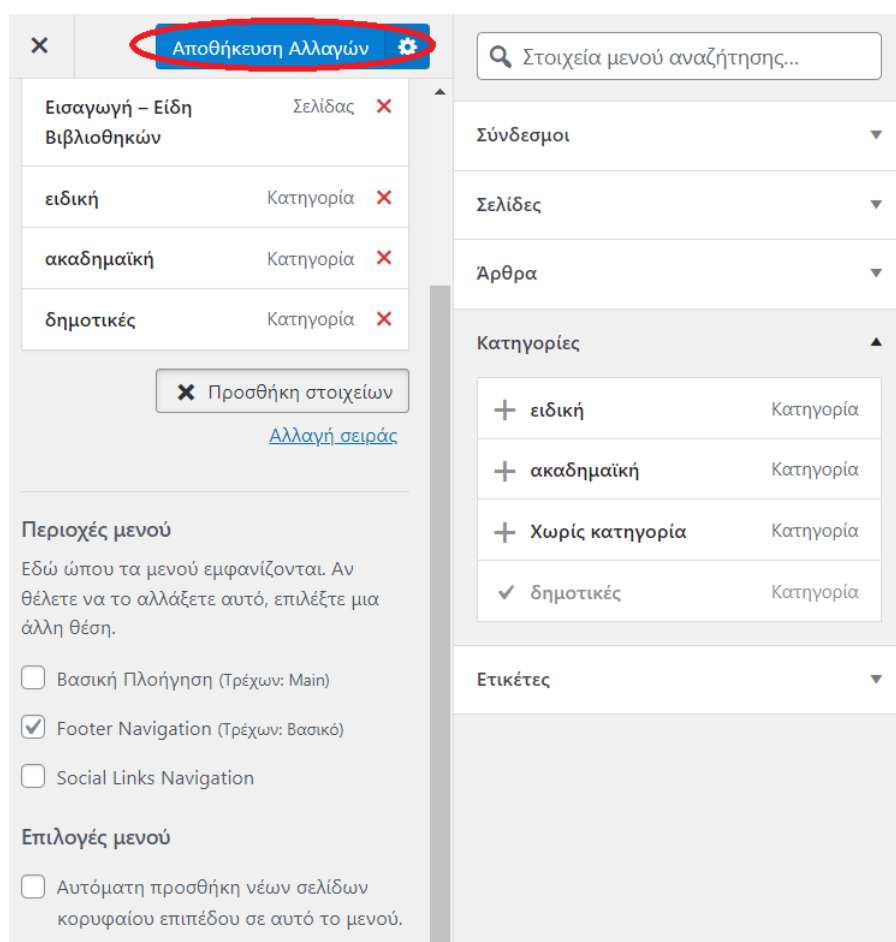 Αποθήκευση Αλλαγών
Εισαγωγή – Είδη Σελίδας
Βιβλιοθηκών
ειδική Κατηγορία
ακαδημαϊκή Κατηγορία
δημοτικές Κατηγορία
Προσθήκη στοιχείων
Αλλαγή σειράς
Περιοχές μενού
Εδώ ώπου τα μενού εμφανίζονται. Αν
θέλετε να το αλλάξετε αυτό, επιλέξτε μια
άλλη θέση.
Βασική Πλοήγηση (Τρέχων: Main)
Footer Navigation (Τρέχων: Βασικό)
Social Links Navigation
Επιλογές μενού
Αυτόματη προσθήκη νέων σελίδων
κορυφαίου επιπέδου σε αυτό το μενού.
Στοιχεία μενού αναζήτησης...
Σύνδεσμοι
Σελίδες
Άρθρα
Κατηγορίες
ειδική Κατηγορία
ακαδημαϊκή Κατηγορία
Χωρίς κατηγορία Κατηγορία
δημοτικές Κατηγορία
Ετικέτες